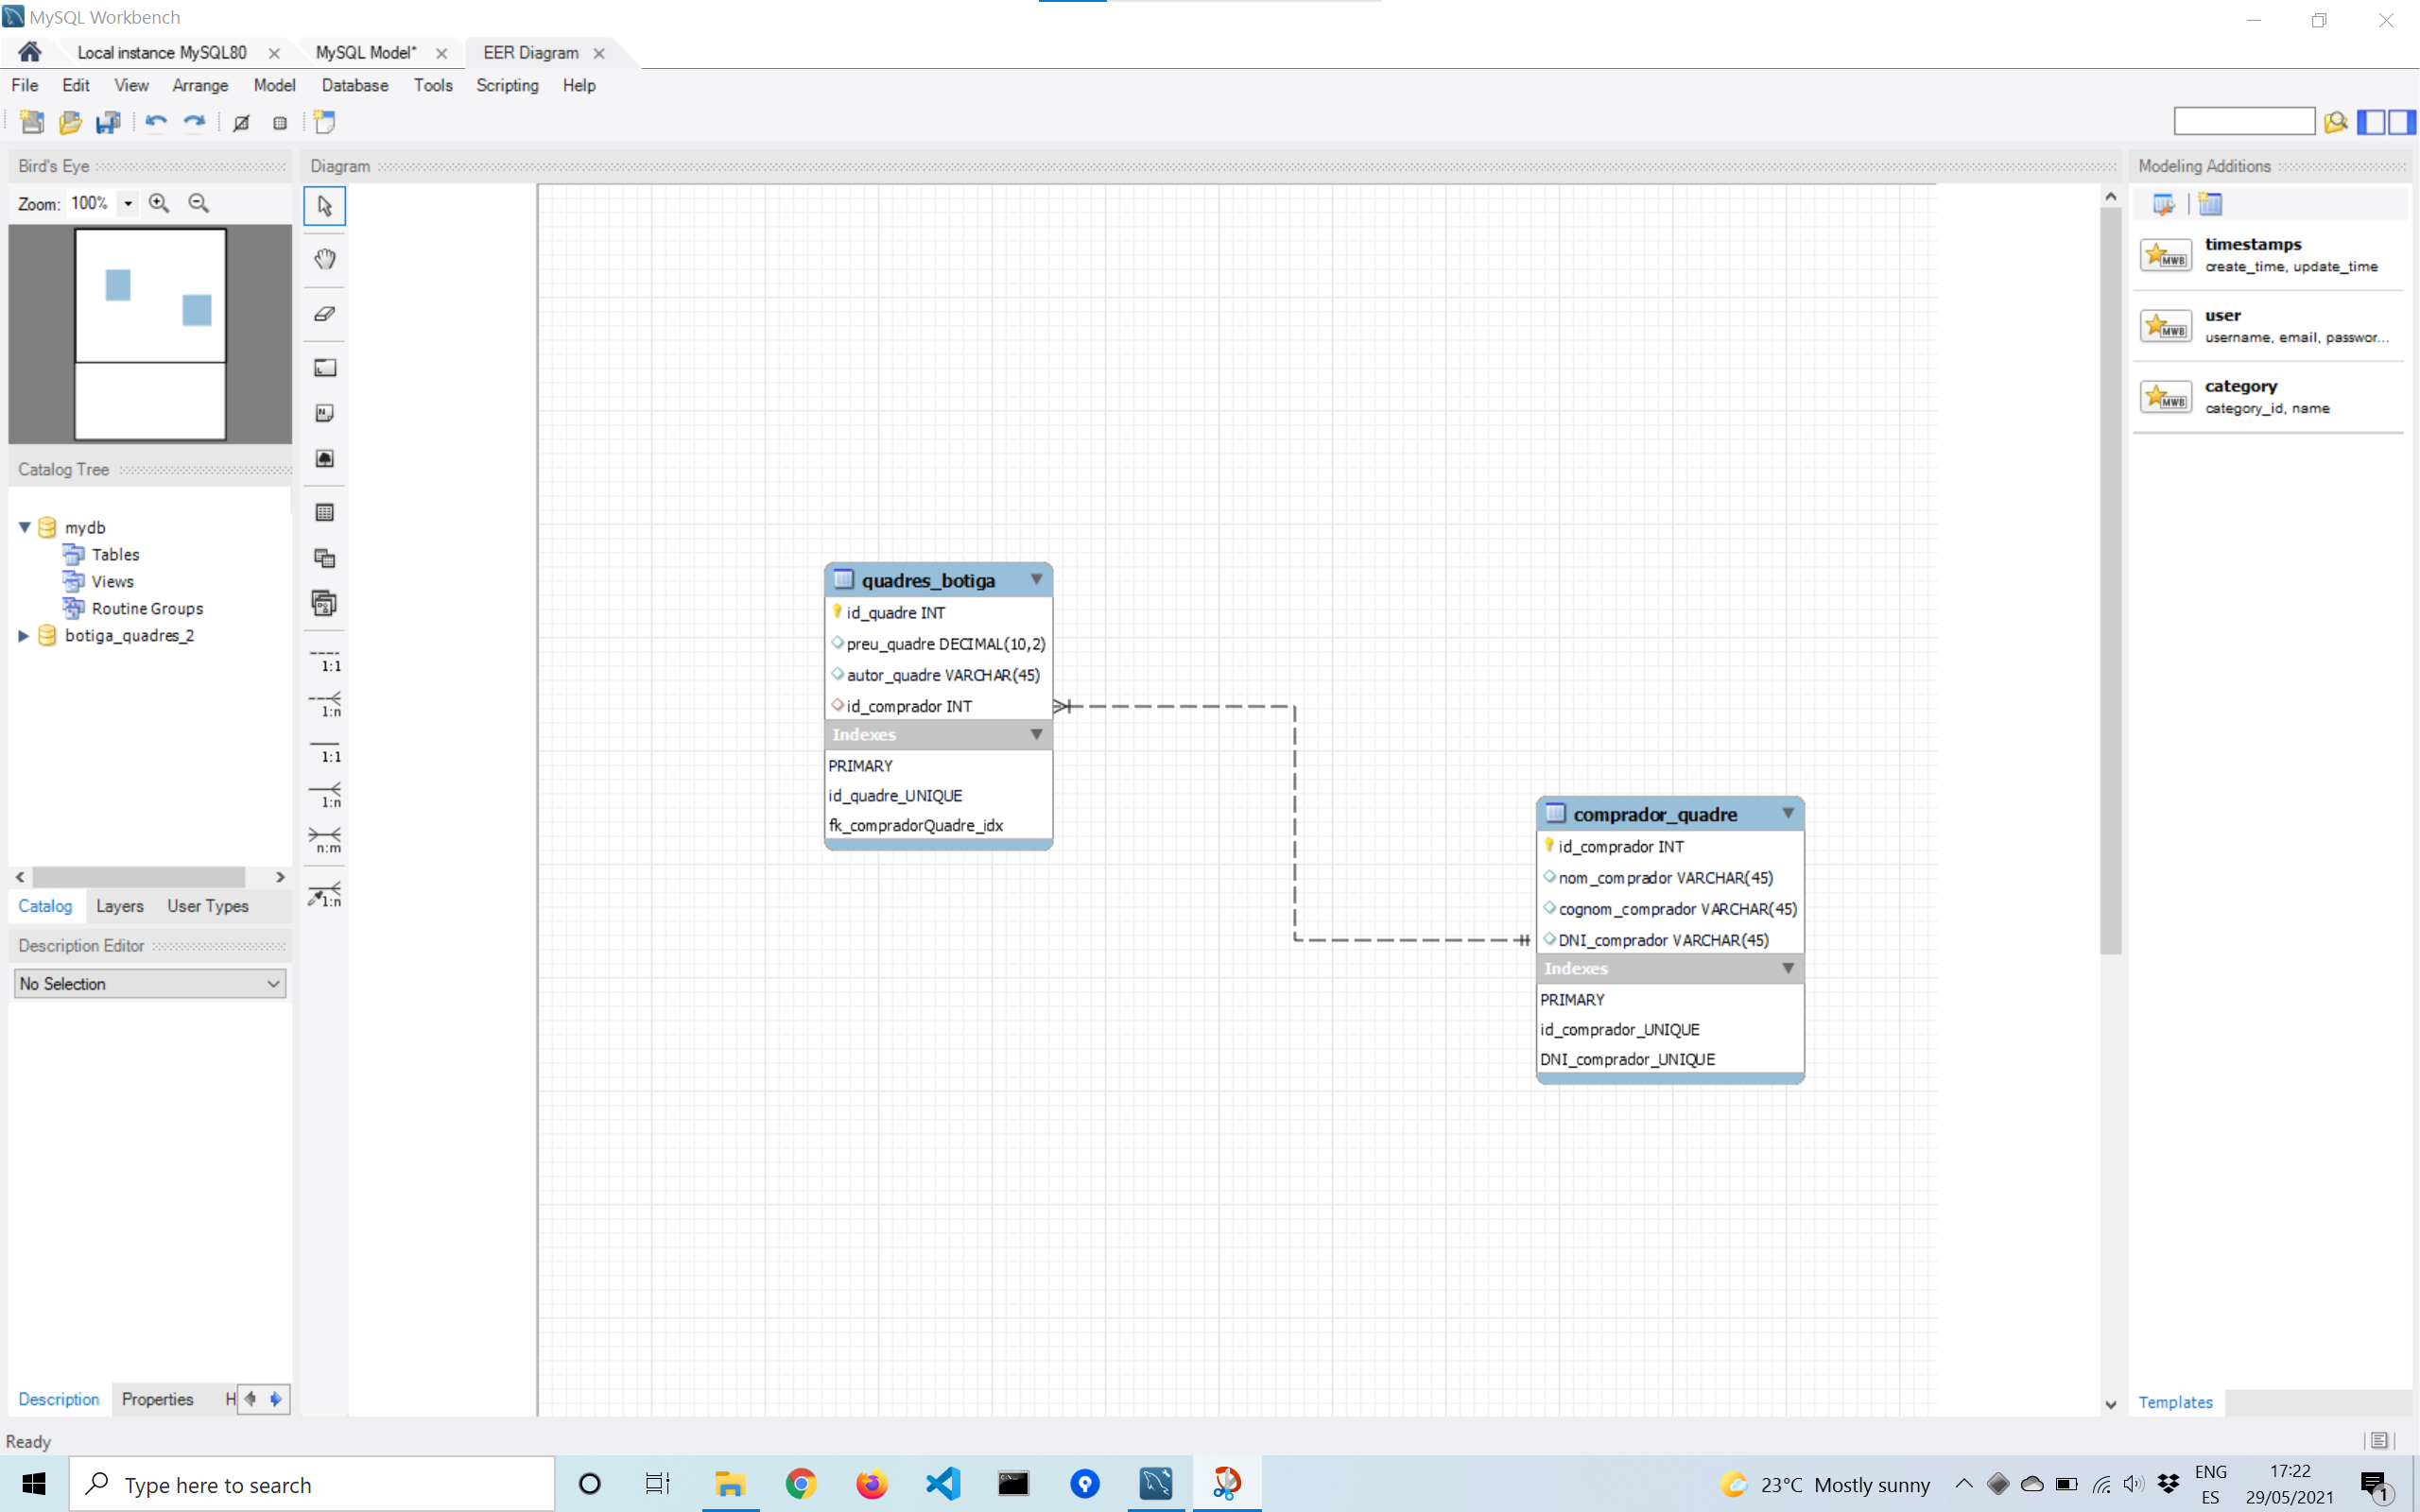 MySQL Workbench
Local instance MySQL80
MySQL Model*
EER Diagram
File Edit View Arrange Model Database Tools Scripting Help
Bird's Eye
Zoom: 100%
Catalog Tree
mydb
Tables
Views
Routine Groups
botiga_quadres_2
Catalog Layers User Types
Description Editor
No Selection
Description Properties H
Ready
Diagram
1:1
1:n
1:1
1:n
n:m
1:n
quadres_botiga
id_quadre INT
preu_quadre DECIMAL(10,2)
autor_quadre VARCHAR(45)
id_comprador INT
Indexes
PRIMARY
id_quadre_UNIQUE
fk_compradorQuadre_idx
comprador_quadre
id_comprador INT
nom_comprador VARCHAR(45)
cognom_comprador VARCHAR(45)
DNI_comprador VARCHAR(45)
Indexes
PRIMARY
id_comprador_UNIQUE
DNI_comprador_UNIQUE
Modeling Additions
MWB
timestamps
create_time, update_time
MWB
user
username, email, passwor...
MWB
category
category_id, name
Templates
Type here to search
23°C Mostly sunny
ENG
ES
17:22
29/05/2021
1